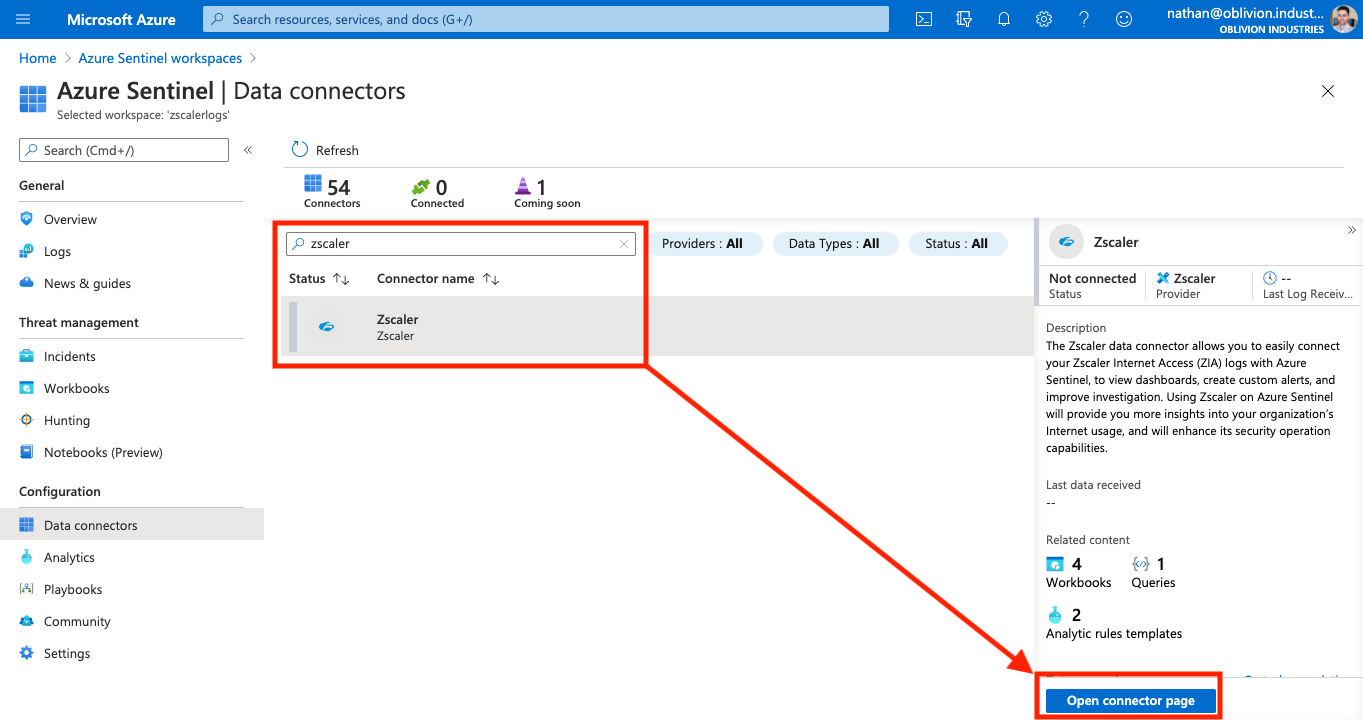 Microsoft Azure
Search resources, services, and docs (G+/)
nathan@oblivion.indust...
OBLIVION INDUSTRIES
Home > Azure Sentinel workspaces >
Azure Sentinel | Data connectors
Selected workspace: 'zscalerlogs'
Search (Cmd+/)
«
Refresh
General
Overview
Logs
News & guides
Threat management
Incidents
Workbooks
Hunting
Notebooks (Preview)
Configuration
Data connectors
Analytics
Playbooks
Community
Settings
54
Connectors
0
Connected
1
Coming soon
zscaler
Providers : All
Data Types : All
Status : All
Status ↑↓ Connector name ↑↓
Zscaler
Zscaler
Zscaler
»
Not connected
Status
Zscaler
Provider
--
Last Log Receiv...
Description
The Zscaler data connector allows you to easily connect
your Zscaler Internet Access (ZIA) logs with Azure
Sentinel, to view dashboards, create custom alerts, and
improve investigation. Using Zscaler on Azure Sentinel
will provide you more insights into your organization's
Internet usage, and will enhance its security operation
capabilities.
Last data received
--
Related content
4
Workbooks
1
Queries
2
Analytic rules templates
Open connector page